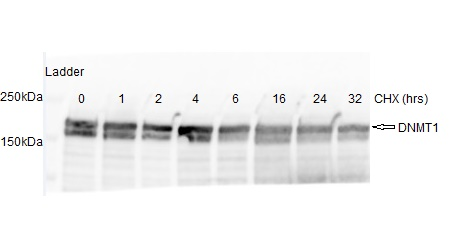 Ladder
250kDa 0 1 2 4 6 16 24 32 CHX (hrs)
DNMT1
150kDa